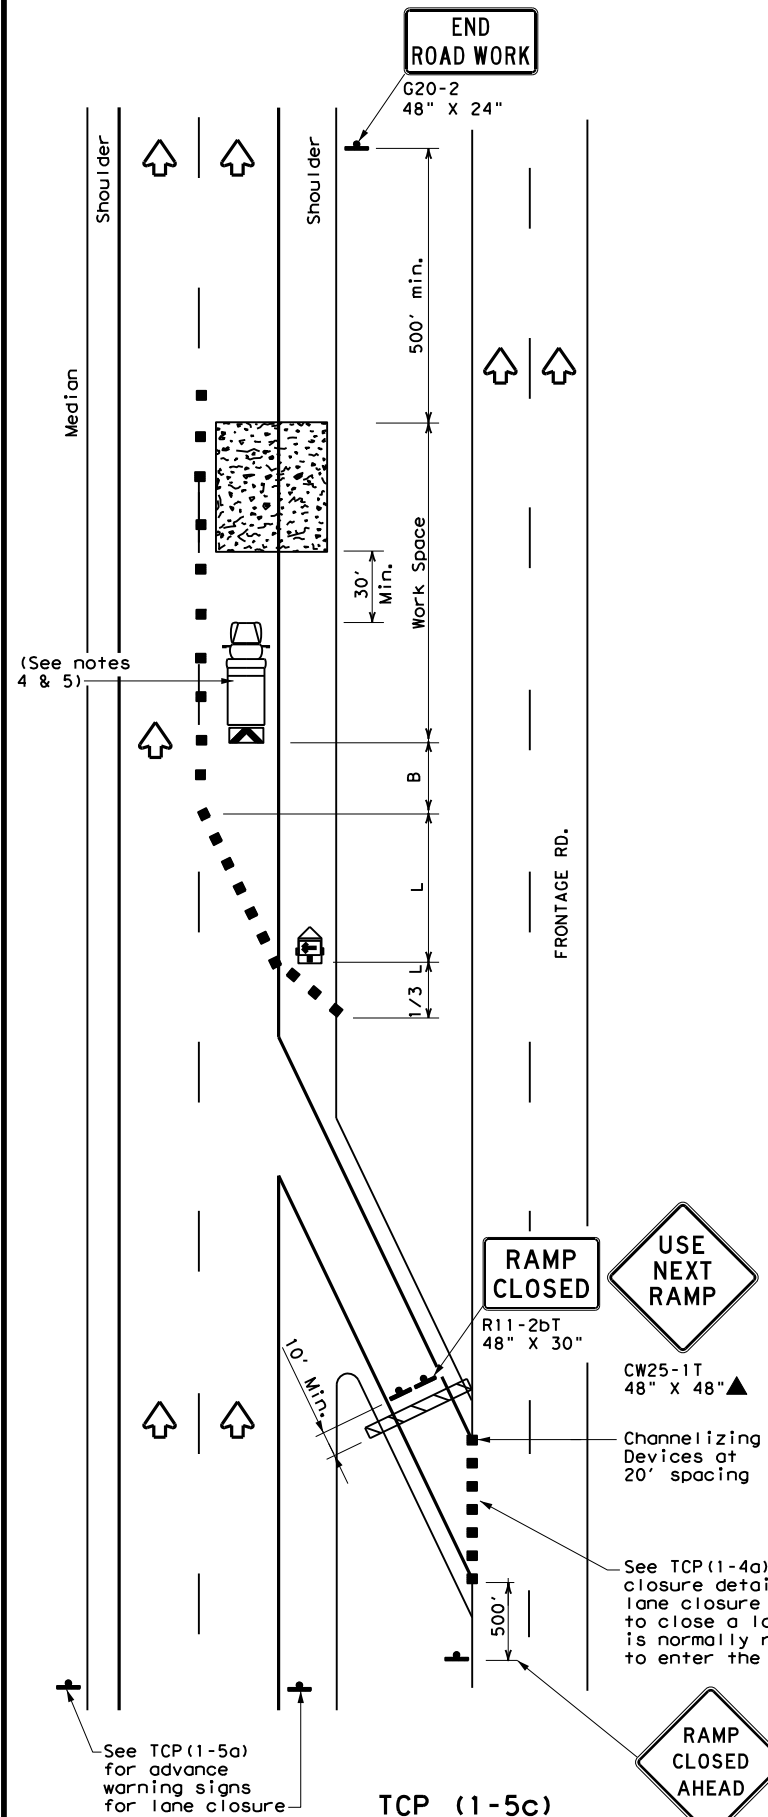 END
ROAD WORK
G20-2
48" X 24"
Shoulder
Shoulder
500' min.
Median
30'
Min.
Work Space
(See notes
4 & 5)
B
L
FRONTAGE RD.
1/3 L
RAMP
CLOSED
R11-2bT
48" X 30"
USE
NEXT
RAMP
CW25-1T
48" X 48"
10' Min.
Channelizing
Devices at
20' spacing
See TCP(1-4a)
closure
lane closure
to close a
is normally
to enter the
500'
RAMP
CLOSED
AHEAD
See TCP(1-5a)
for advance
warning signs
for lane closure
TCP (1-5c)